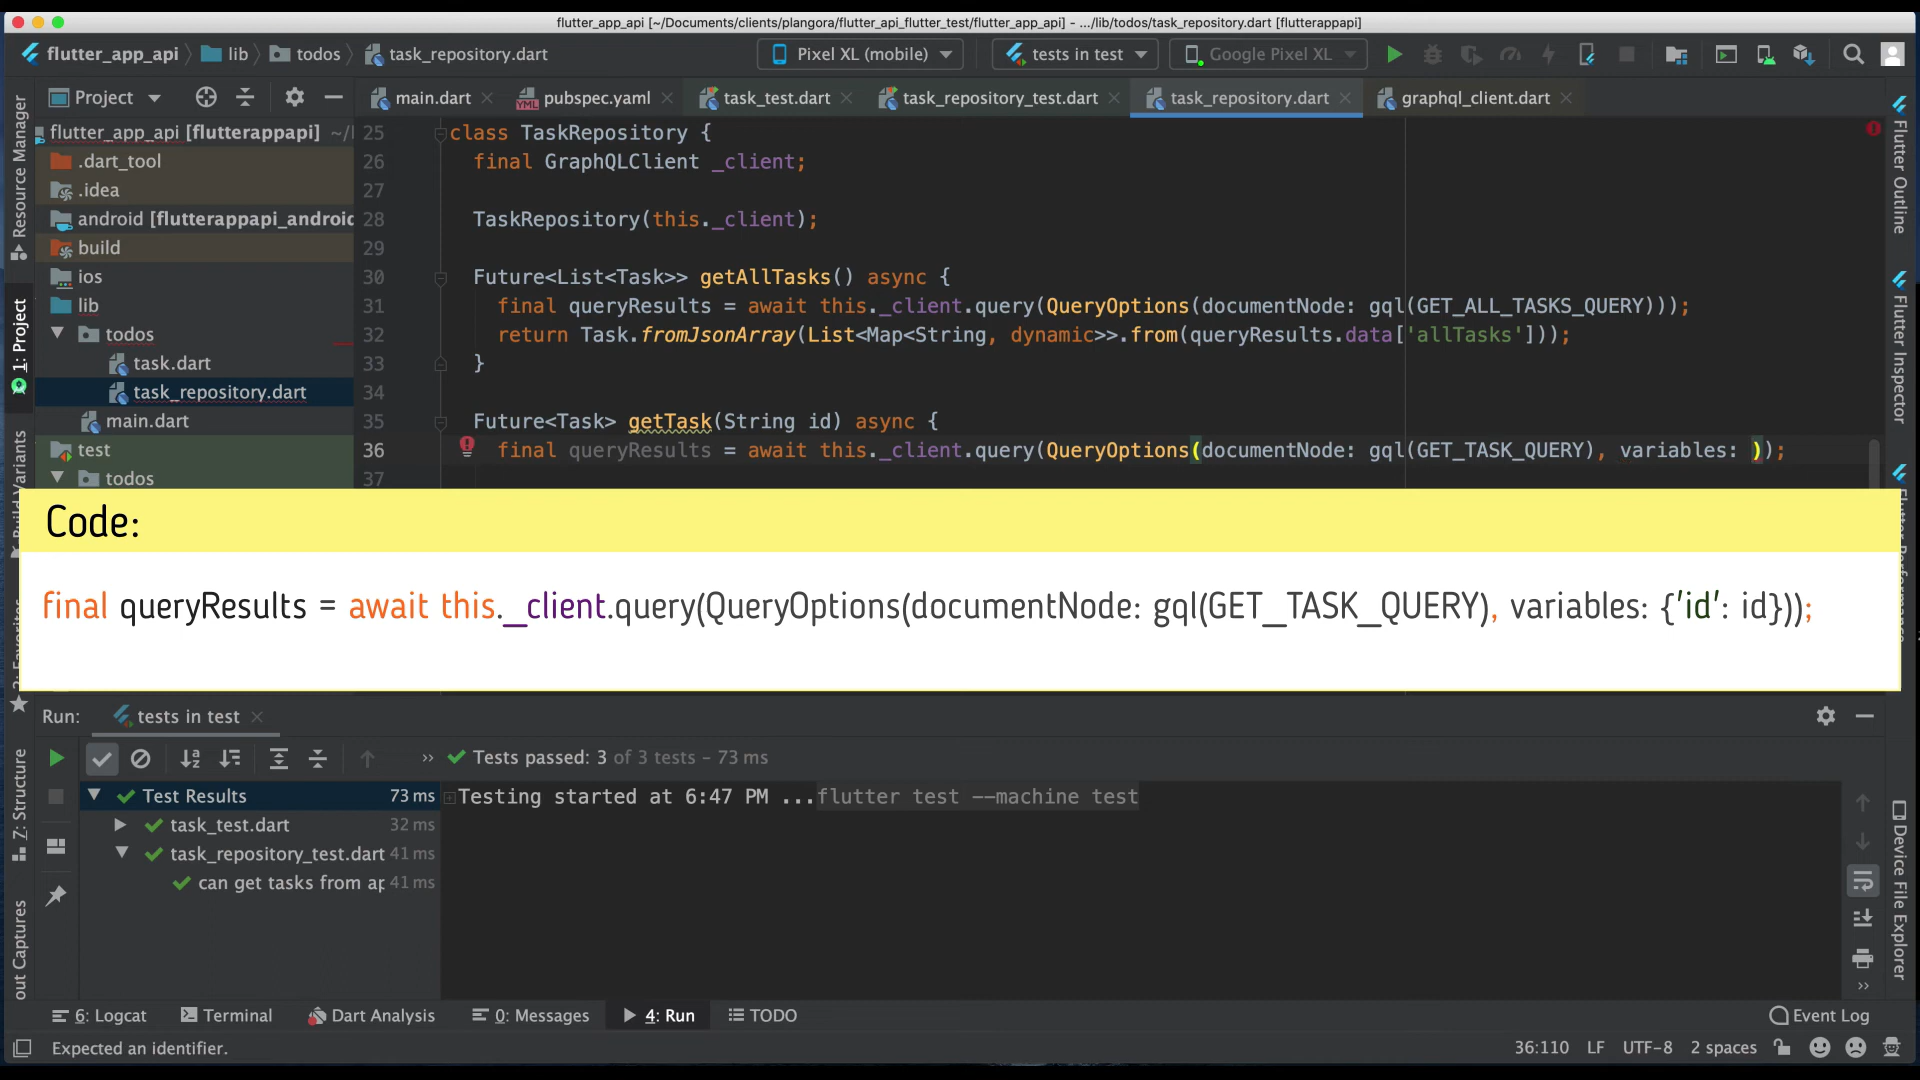 flutter_app_api [~/Documents/clients/plangora/flutter_api_flutter_test/flutter_app_api] - .../lib/todos/task_repository.dart [flutterappapi]
flutter_app_api lib todos task_repository.dart Pixel XL (mobile) tests in test Google Pixel XL
Project main.dart pubspec.yaml task_test.dart task_repository_test.dart task_repository.dart graphql_client.dart
Resource Manager
1: Project
Build Variants
2: Favorites
7: Structure
out Captures
flutter_app_api [flutterappapi] ~/
.dart_tool
.idea
android [flutterappapi_android
build
ios
lib
todos
task.dart
task_repository.dart
main.dart
test
todos
25 class TaskRepository {
26 final GraphQLClient _client;
27
28 TaskRepository(this._client);
29
30 Future<List<Task>> getAllTasks() async {
31 final queryResults = await this._client.query(QueryOptions(documentNode: gql(GET_ALL_TASKS_QUERY)));
32 return Task.fromJsonArray(List<Map<String, dynamic>>.from(queryResults.data['allTasks']));
33 }
34
35 Future<Task> getTask(String id) async {
36 final queryResults = await this._client.query(QueryOptions(documentNode: gql(GET_TASK_QUERY), variables: ));
37
Flutter Outline
Flutter Inspector
Device File Explorer
Code:
final queryResults = await this._client.query(QueryOptions(documentNode: gql(GET_TASK_QUERY), variables: {'id': id}));
Run: tests in test
» Tests passed: 3 of 3 tests – 73 ms
Test Results 73 ms
task_test.dart 32 ms
task_repository_test.dart 41 ms
can get tasks from ap 41 ms
Testing started at 6:47 PM ...flutter test --machine test
6: Logcat Terminal Dart Analysis 0: Messages 4: Run TODO Event Log
Expected an identifier. 36:110 LF UTF-8 2 spaces